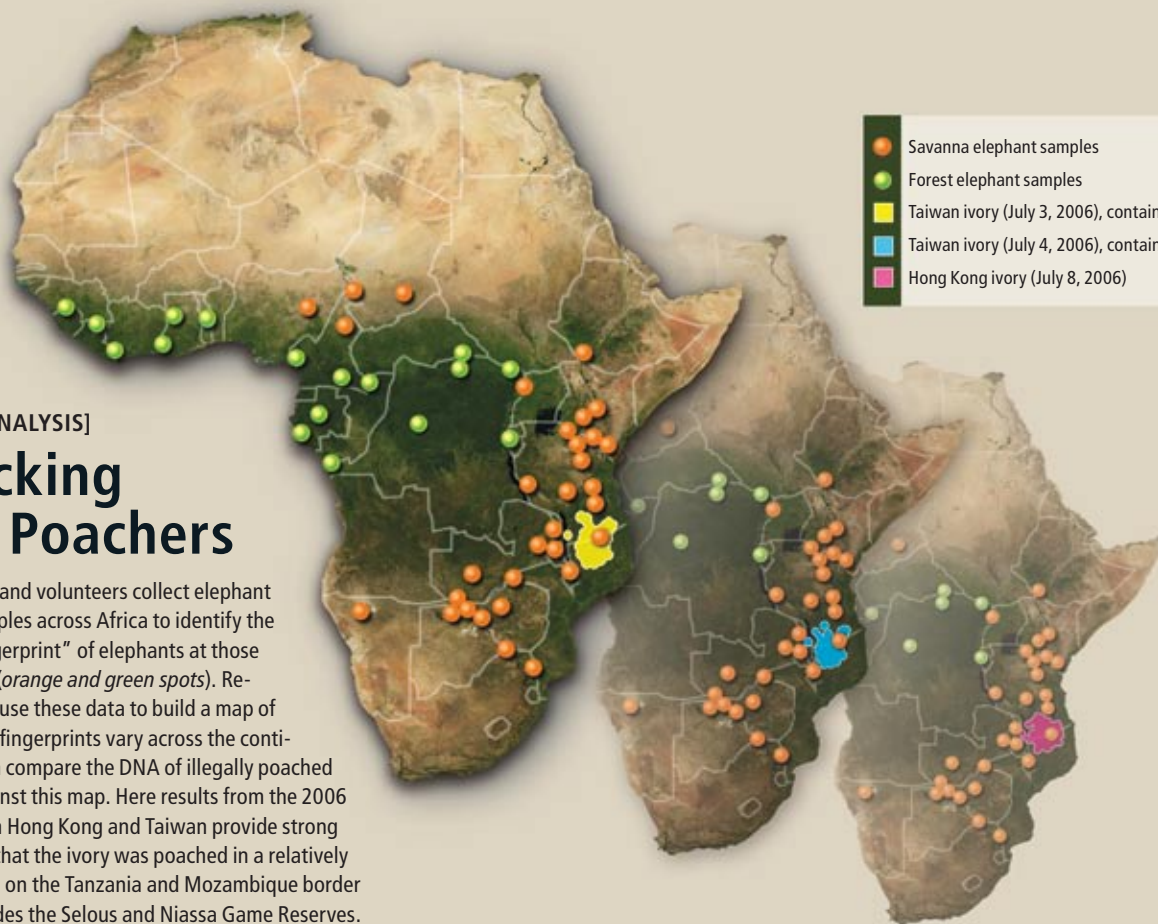 NALYSIS]
cking
Poachers
and volunteers collect elephant
ples across Africa to identify the
gerprint” of elephants at those
(orange and green spots). Re-
use these data to build a map of
fingerprints vary across the conti-
compare the DNA of illegally poached
nst this map. Here results from the 2006
Hong Kong and Taiwan provide strong
that the ivory was poached in a relatively
on the Tanzania and Mozambique border
des the Selous and Niassa Game Reserves.
Savanna elephant samples
Forest elephant samples
Taiwan ivory (July 3, 2006), contain
Taiwan ivory (July 4, 2006), contain
Hong Kong ivory (July 8, 2006)